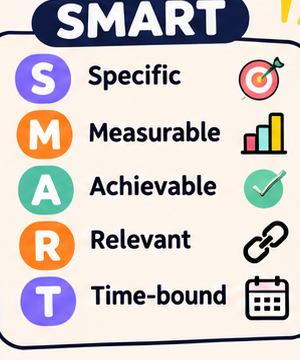 SMART
S Specific
M Measurable
A Achievable
R Relevant
T Time-bound